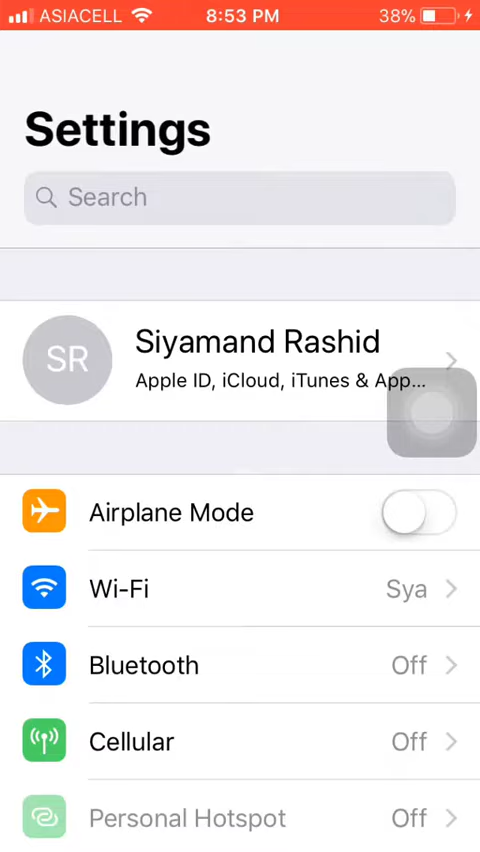 ASIACELL 8:53 PM 38%
Settings
Search
SR
Siyamand Rashid
Apple ID, iCloud, iTunes & App...
Airplane Mode
Wi-Fi Sya
Bluetooth Off
Cellular Off
Personal Hotspot Off